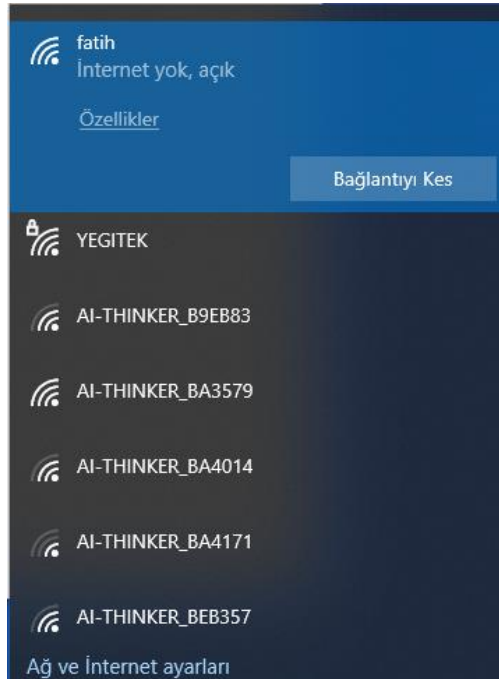 fatih
İnternet yok, açık
Özellikler
Bağlantıyı Kes
YEGITEK
AI-THINKER_B9EB83
AI-THINKER_BA3579
AI-THINKER_BA4014
AI-THINKER_BA4171
AI-THINKER_BEB357
Ağ ve İnternet ayarları